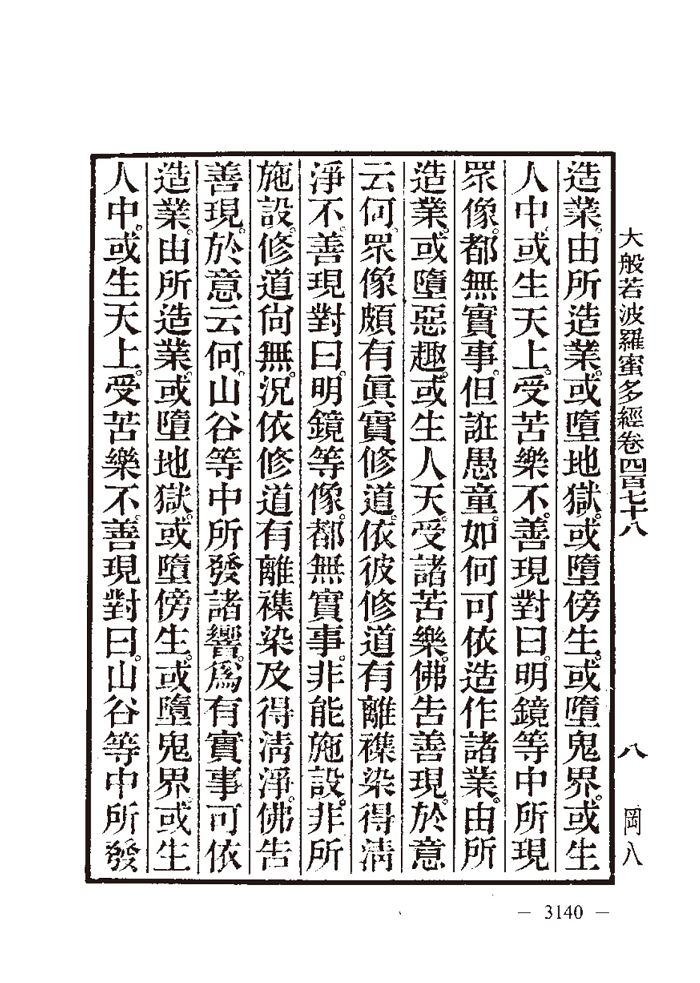 大般若波羅蜜多經卷四百七十八 八 岡八
造業。由所造業。或墮地獄。或墮傍生。或墮鬼界。或生
人中。或生天上。受苦樂不。善現對曰。明鏡等中所現
眾像。都無實事。但誑愚童。如何可依造作諸業。由所
造業。或墮惡趣。或生人天。受諸苦樂。佛告善現。於意
云何。眾像頗有眞實修道。依彼修道有離襍染得淸
淨不。善現對曰。明鏡等像。都無實事。非能施設。非所
施設。修道尙無。況依修道有離襍染及得淸淨。佛告
善現。於意云何。山谷等中所發諸響。爲有實事可依
造業。由所造業。或墮地獄。或墮傍生。或墮鬼界。或生
人中。或生天上。受苦樂不。善現對曰。山谷等中所發
— 3140 —